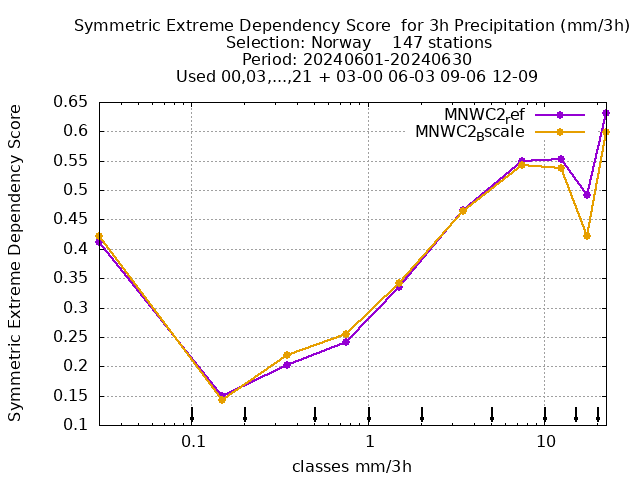 Symmetric Extreme Dependency Score  for 3h Precipitation (mm/3h)
Selection: Norway    147 stations
Period: 20240601-20240630
Used 00,03,...,21 + 03-00 06-03 09-06 12-09
MNWC2ref
MNWC2Bscale
Symmetric Extreme Dependency Score
0.65
0.6
0.55
0.5
0.45
0.4
0.35
0.3
0.25
0.2
0.15
0.1
0.1 1 10
classes mm/3h